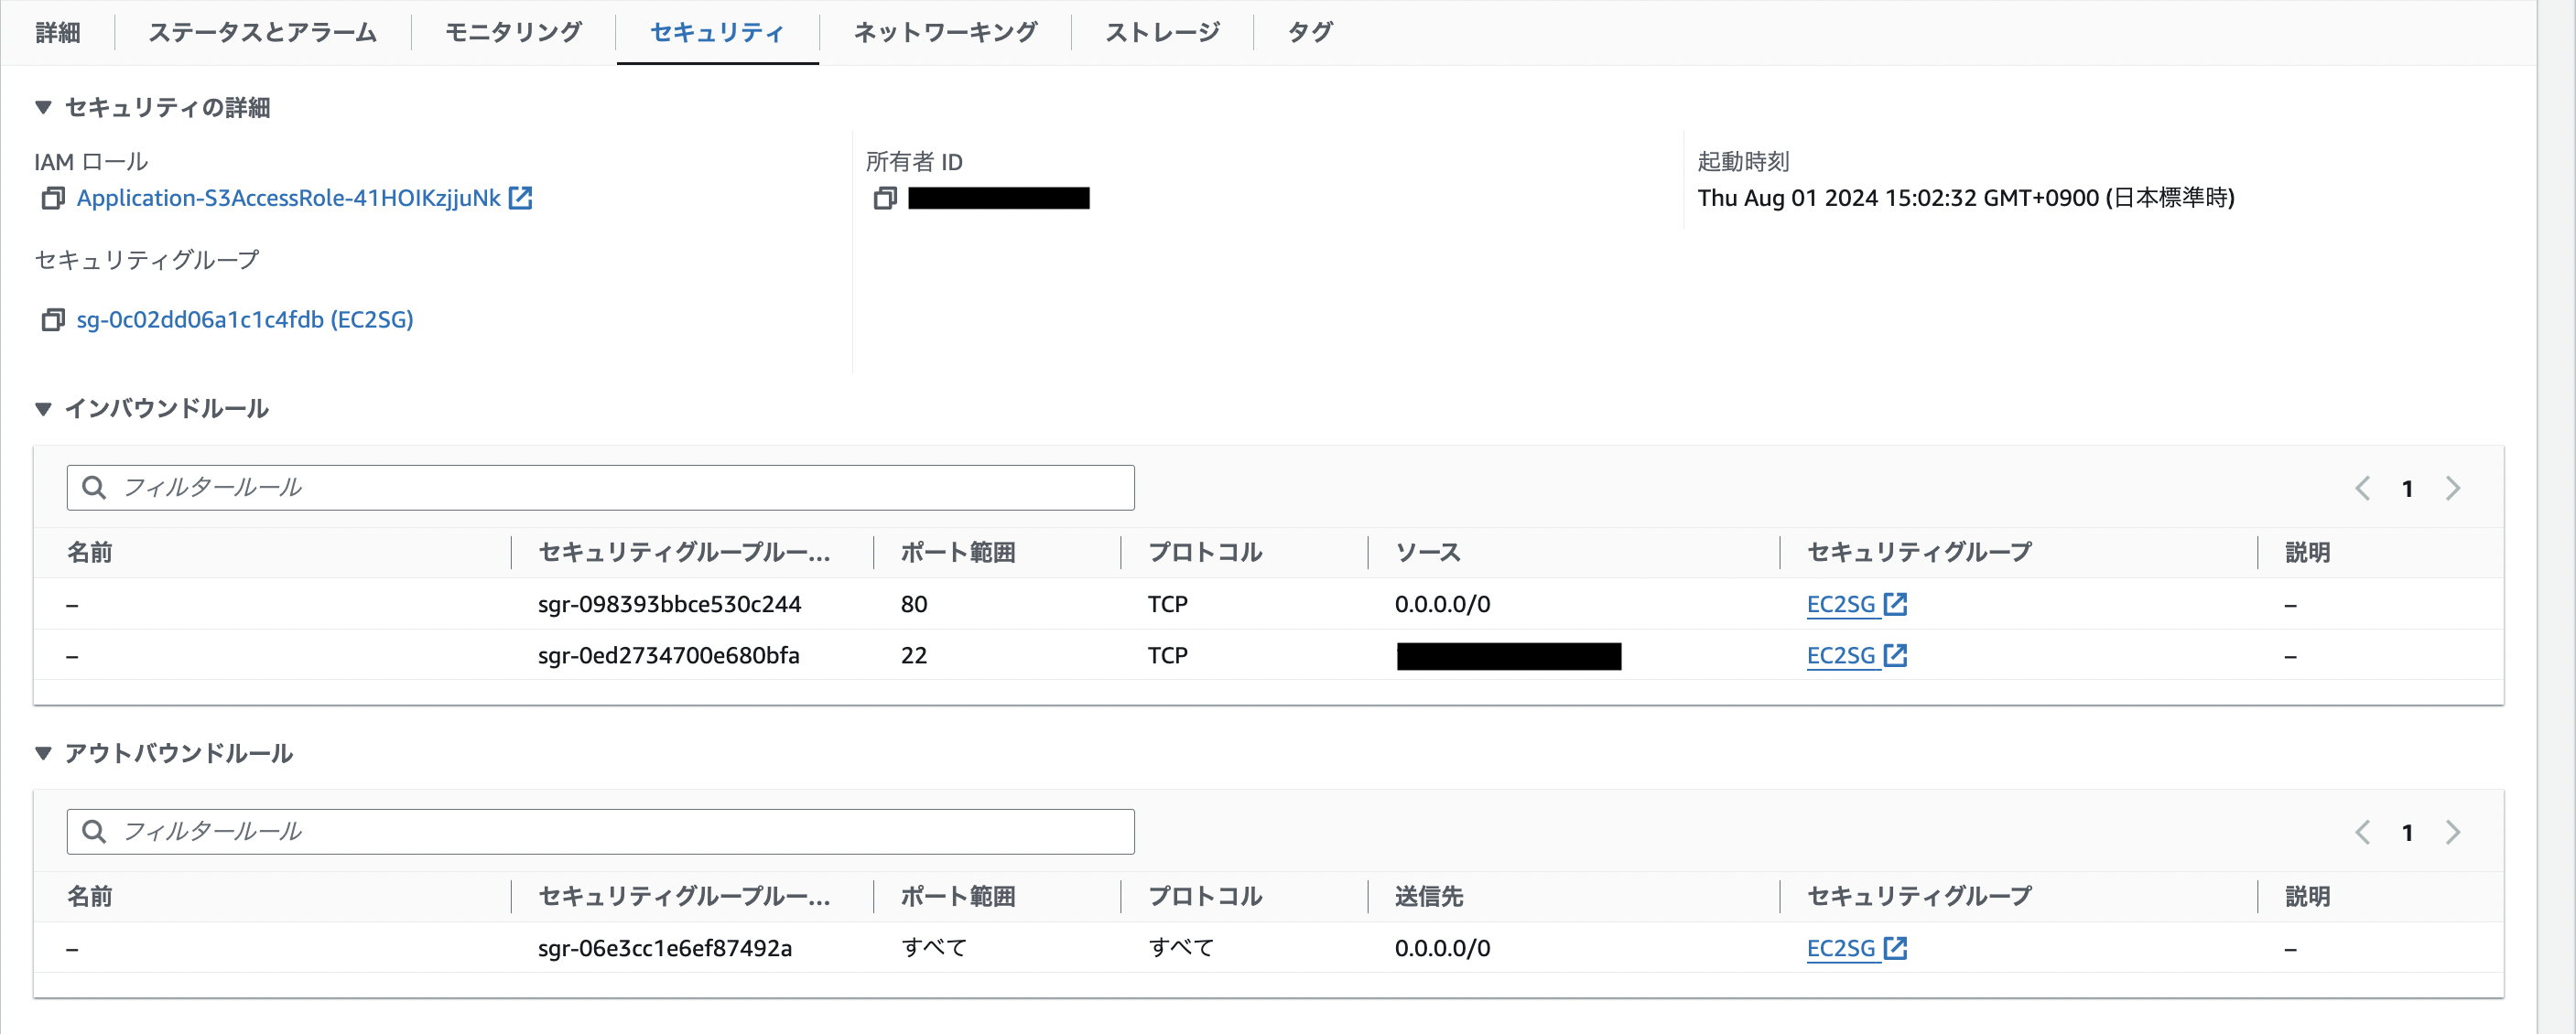 詳細 ステータスとアラーム モニタリング セキュリティ ネットワーキング ストレージ タグ
▼ セキュリティの詳細
IAM ロール
Application-S3AccessRole-41HOIKzjjuNk
所有者 ID
起動時刻
Thu Aug 01 2024 15:02:32 GMT+0900 (日本標準時)
セキュリティグループ
sg-0c02dd06a1c1c4fdb (EC2SG)
▼ インバウンドルール
フィルタールール
1
名前 セキュリティグループルー... ポート範囲 プロトコル ソース セキュリティグループ 説明
– sgr-098393bbce530c244 80 TCP 0.0.0.0/0 EC2SG –
– sgr-0ed2734700e680bfa 22 TCP EC2SG –
▼ アウトバウンドルール
フィルタールール
1
名前 セキュリティグループルー... ポート範囲 プロトコル 送信先 セキュリティグループ 説明
– sgr-06e3cc1e6ef87492a すべて すべて 0.0.0.0/0 EC2SG –